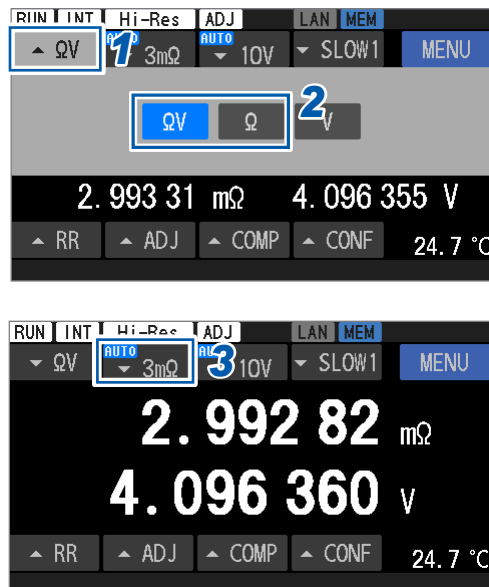 RUN INT Hi-Res ADJ LAN MEM
ΩV 1 3mΩ AUTO 10V SLOW1 MENU
ΩV Ω 2 V
2.993 31 mΩ 4.096 355 V
RR ADJ COMP CONF 24.7 °C
RUN INT Hi-Res ADJ LAN MEM
ΩV AUTO 3mΩ 3 10V SLOW1 MENU
2.992 82 mΩ
4.096 360 V
RR ADJ COMP CONF 24.7 °C